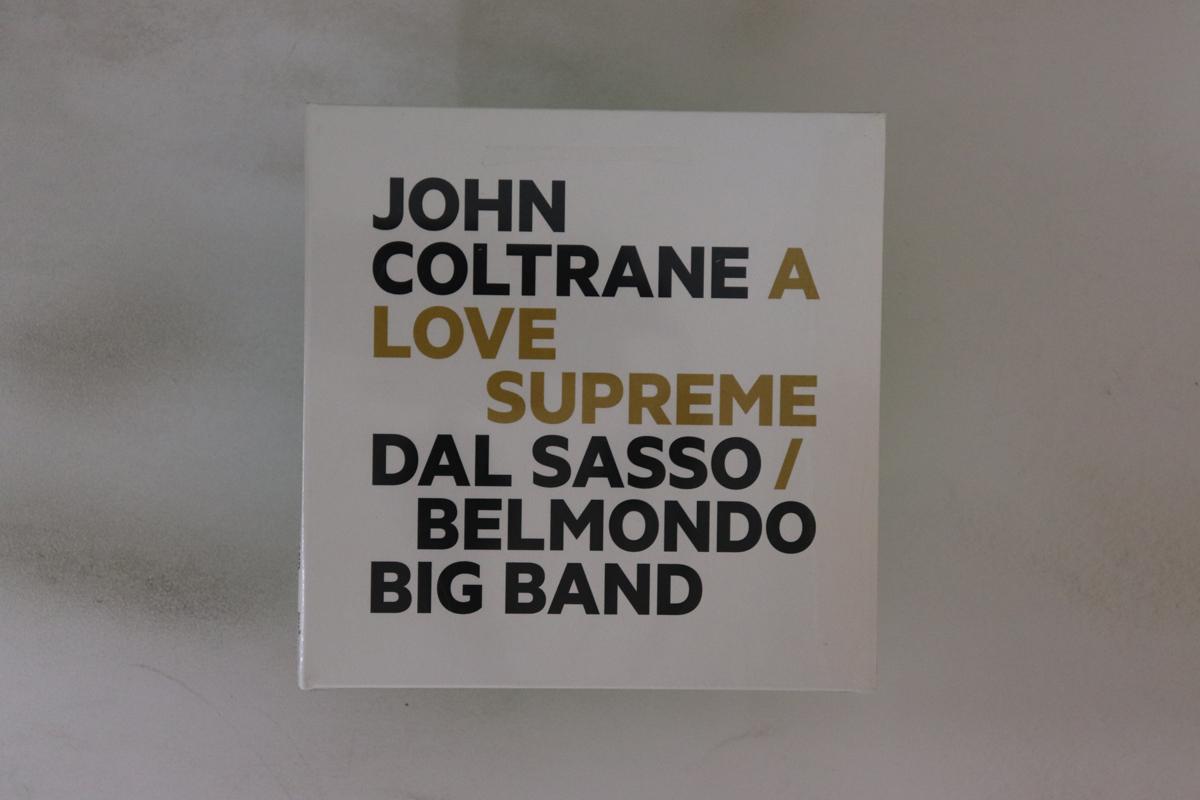 JOHN
COLTRANE A
LOVE
SUPREME
DAL SASSO /
BELMONDO
BIG BAND